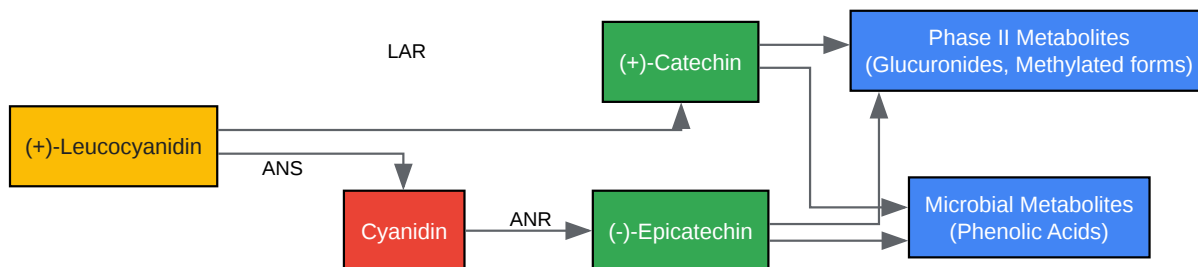 LAR
(+)-Catechin
Phase II Metabolites
(Glucuronides, Methylated forms)
(+)-Leucocyanidin
ANS
Cyanidin
ANR
(-)-Epicatechin
Microbial Metabolites
(Phenolic Acids)